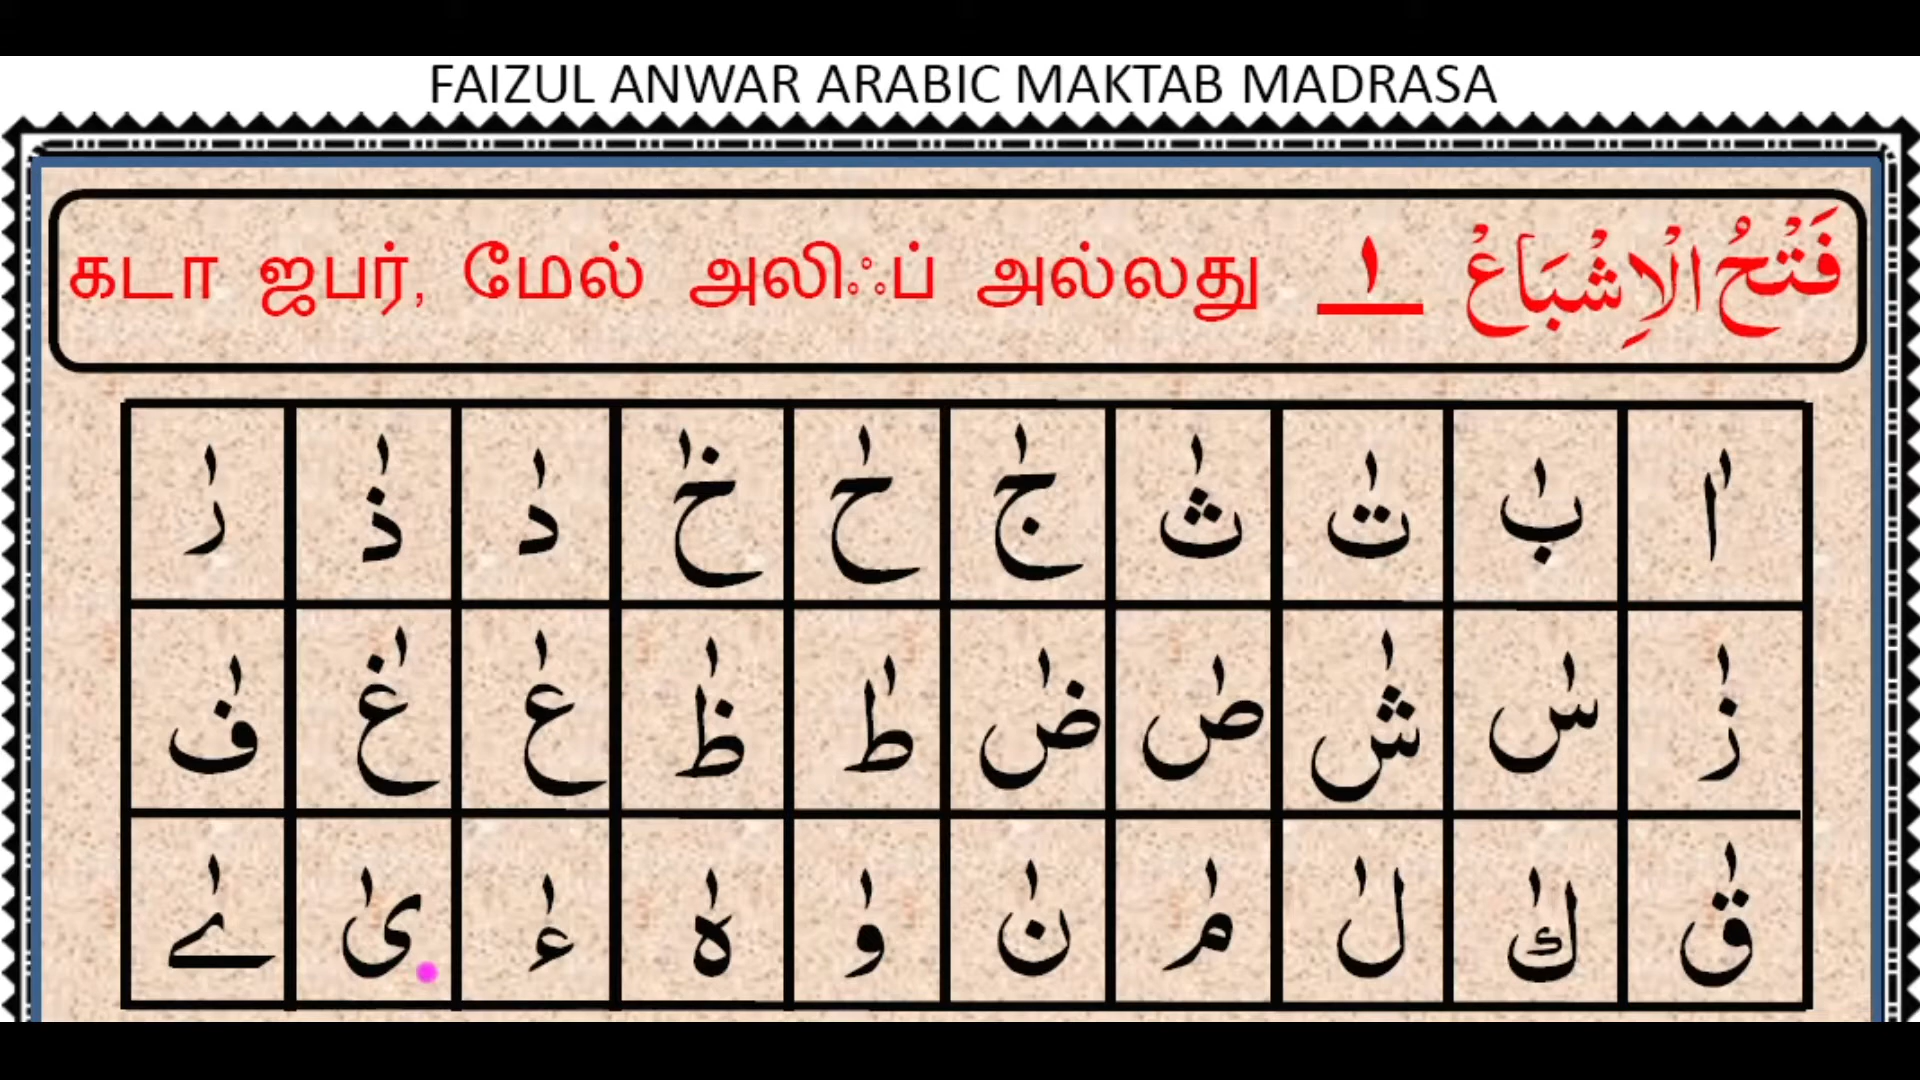 FAIZUL ANWAR ARABIC MAKTAB MADRASA
கடா ஜபர், மேல் அலிஃப் அல்லது ـٰ فَتْحُ الْاِشْبَاعْ
اٰ بٰ تٰ ثٰ جٰ حٰ خٰ دٰ ذٰ رٰ
زٰ سٰ شٰ صٰ ضٰ طٰ ظٰ عٰ غٰ فٰ
قٰ كٰ لٰ مٰ نٰ وٰ هٰ ءٰ ىٰ ےٰ